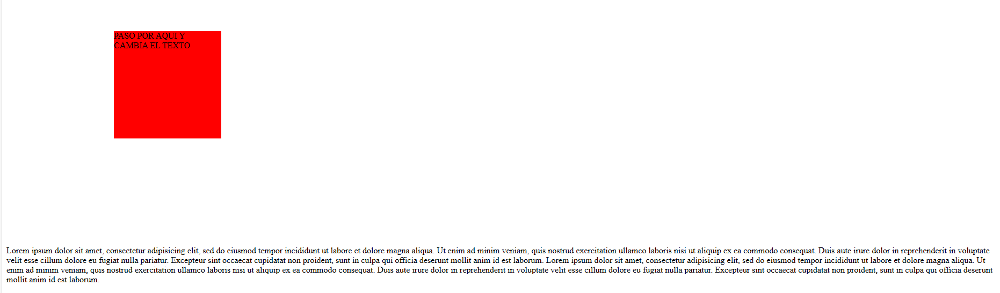 PASO POR AQUI Y
CAMBIA EL TEXTO
Lorem ipsum dolor sit amet, consectetur adipisicing elit, sed do eiusmod tempor incididunt ut labore et dolore magna aliqua. Ut enim ad minim veniam, quis nostrud exercitation ullamco laboris nisi ut aliquip ex ea commodo consequat. Duis aute irure dolor in reprehenderit in voluptate
velit esse cillum dolore eu fugiat nulla pariatur. Excepteur sint occaecat cupidatat non proident, sunt in culpa qui officia deserunt mollit anim id est laborum. Lorem ipsum dolor sit amet, consectetur adipisicing elit, sed do eiusmod tempor incididunt ut labore et dolore magna aliqua. Ut
enim ad minim veniam, quis nostrud exercitation ullamco laboris nisi ut aliquip ex ea commodo consequat. Duis aute irure dolor in reprehenderit in voluptate velit esse cillum dolore eu fugiat nulla pariatur. Excepteur sint occaecat cupidatat non proident, sunt in culpa qui officia deserunt
mollit anim id est laborum.